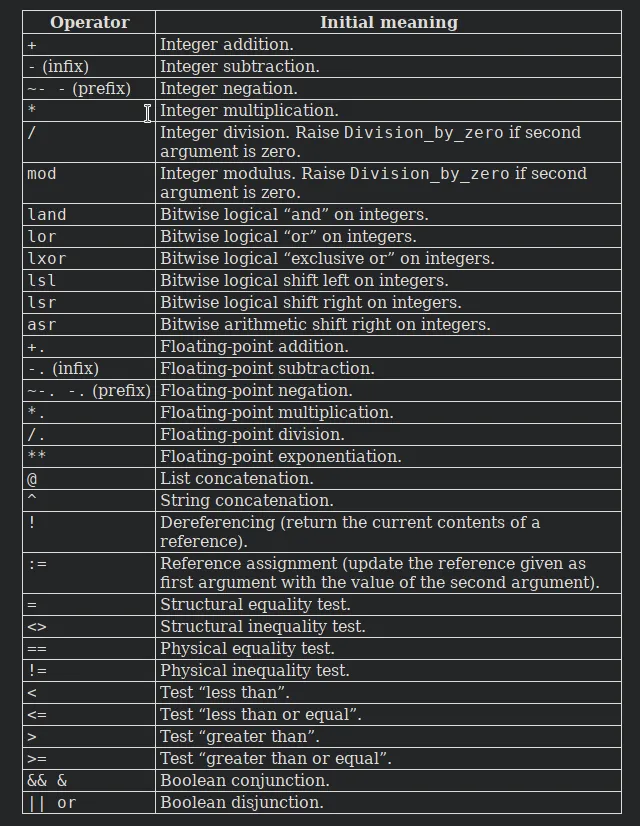 Operator Initial meaning
+ Integer addition.
- (infix) Integer subtraction.
~- - (prefix) Integer negation.
* Integer multiplication.
/ Integer division. Raise Division_by_zero if second
argument is zero.
mod Integer modulus. Raise Division_by_zero if second
argument is zero.
land Bitwise logical “and” on integers.
lor Bitwise logical “or” on integers.
lxor Bitwise logical “exclusive or” on integers.
lsl Bitwise logical shift left on integers.
lsr Bitwise logical shift right on integers.
asr Bitwise arithmetic shift right on integers.
+. Floating-point addition.
-. (infix) Floating-point subtraction.
~-. -. (prefix) Floating-point negation.
*. Floating-point multiplication.
/. Floating-point division.
** Floating-point exponentiation.
@ List concatenation.
^ String concatenation.
! Dereferencing (return the current contents of a
reference).
:= Reference assignment (update the reference given as
first argument with the value of the second argument).
= Structural equality test.
<> Structural inequality test.
== Physical equality test.
!= Physical inequality test.
< Test “less than”.
<= Test “less than or equal”.
> Test “greater than”.
>= Test “greater than or equal”.
&& & Boolean conjunction.
|| or Boolean disjunction.